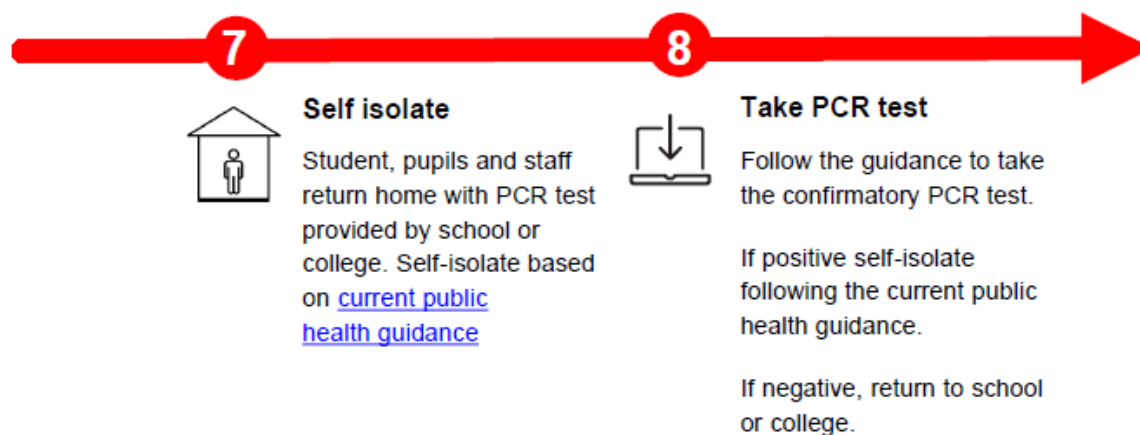 7
8
Self isolate
Student, pupils and staff
return home with PCR test
provided by school or
college. Self-isolate based
on current public
health guidance
Take PCR test
Follow the guidance to take
the confirmatory PCR test.
If positive self-isolate
following the current public
health guidance.
If negative, return to school
or college.